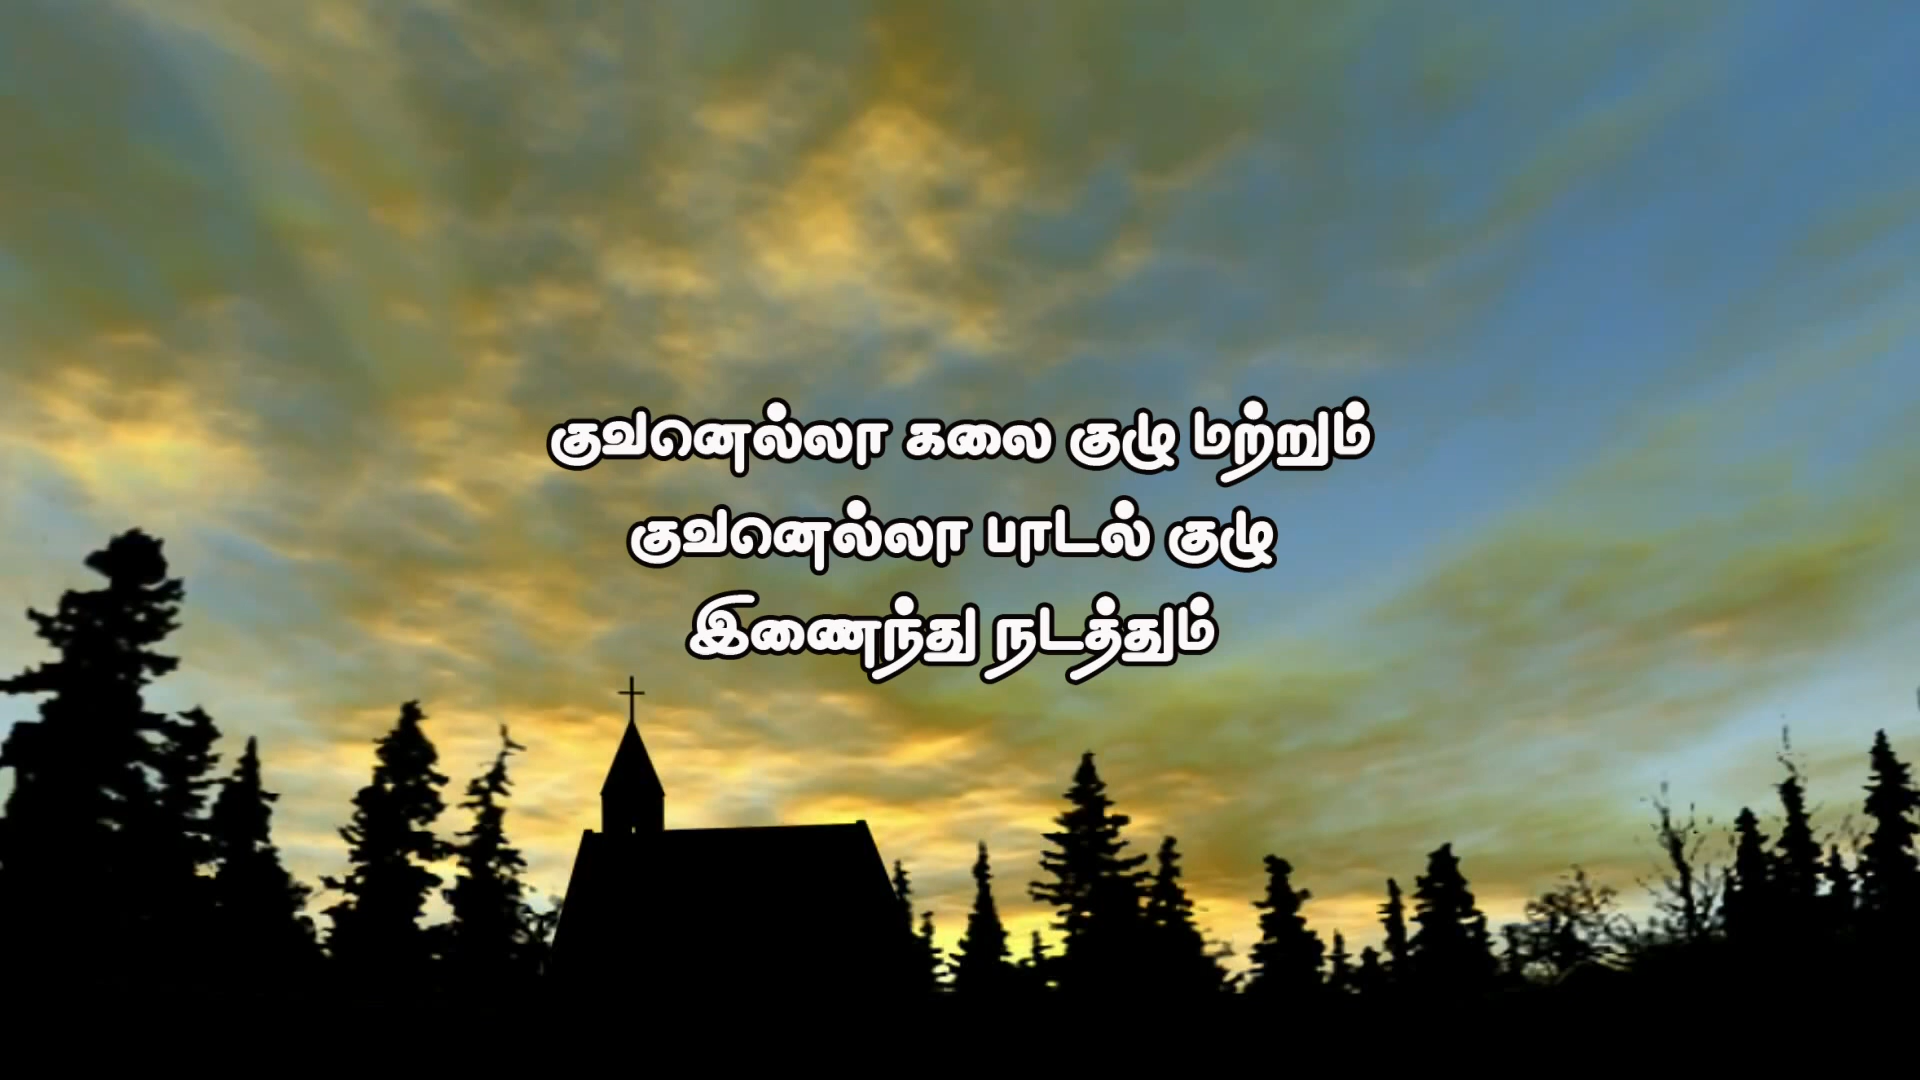 குவனெல்லா கலை குழு மற்றும்
குவனெல்லா பாடல் குழு
இணைந்து நடத்தும்